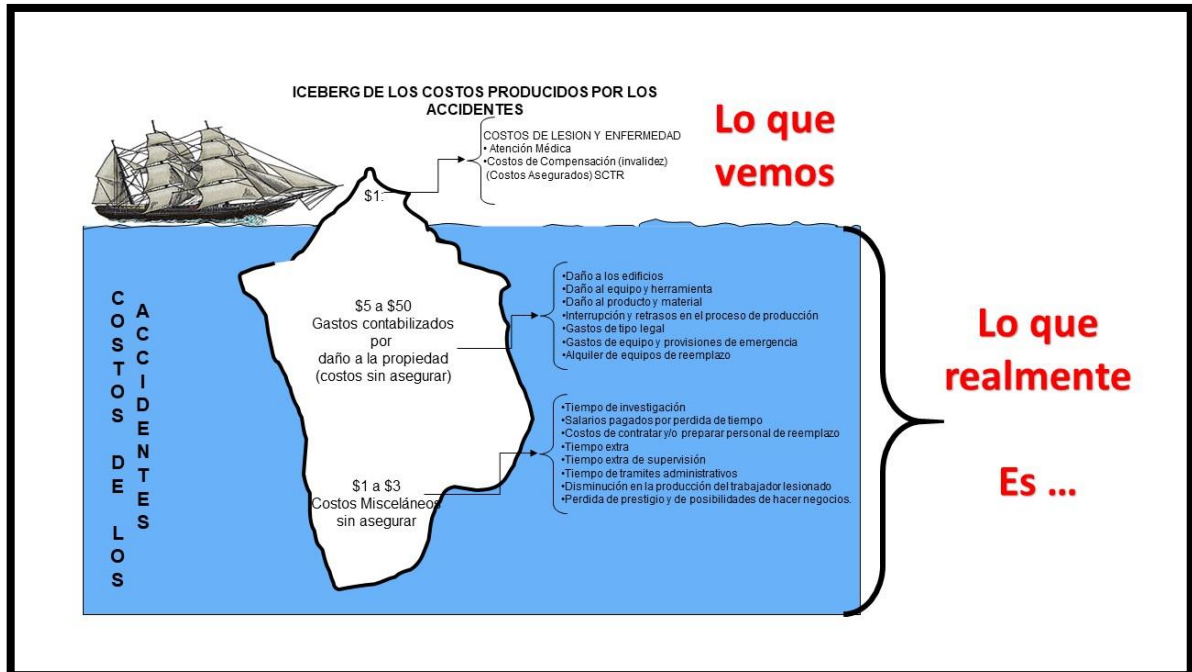 ICEBERG DE LOS COSTOS PRODUCIDOS POR LOS
ACCIDENTES
Lo que
vemos
COSTOS DE LESION Y ENFERMEDAD
• Atención Médica
•Costos de Compensación (invalidez)
(Costos Asegurados) SCTR
$1.
COSTOS DE LOS
ACCIDENTES
$5 a $50
Gastos contabilizados
por
daño a la propiedad
(costos sin asegurar)
•Daño a los edificios
•Daño al equipo y herramienta
•Daño al producto y material
•Interrupción y retrasos en el proceso de producción
•Gastos de tipo legal
•Gastos de equipo y provisiones de emergencia
•Alquiler de equipos de reemplazo
$1 a $3
Costos Misceláneos
sin asegurar
•Tiempo de investigación
•Salarios pagados por perdida de tiempo
•Costos de contratar y/o preparar personal de reemplazo
•Tiempo extra
•Tiempo extra de supervisión
•Tiempo de tramites administrativos
•Disminución en la producción del trabajador lesionado
•Perdida de prestigio y de posibilidades de hacer negocios.
Lo que
realmente
Es ...